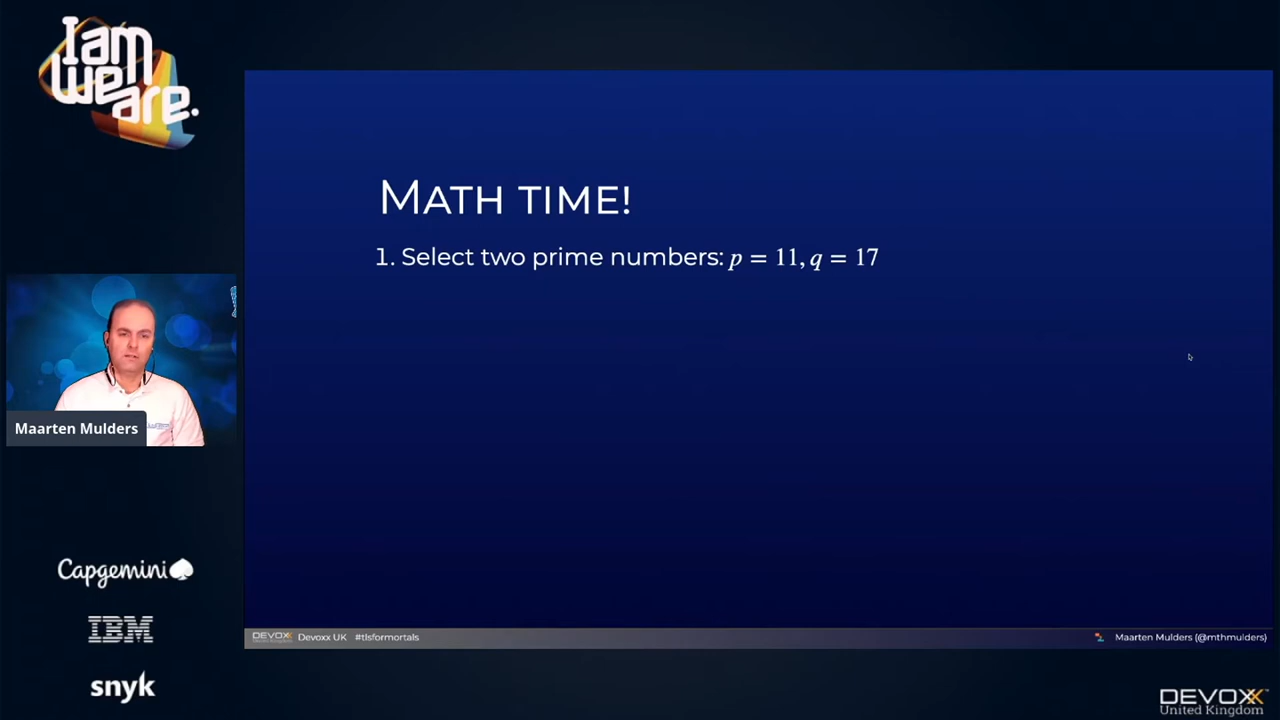 I am
we
are.
MATH TIME!
1. Select two prime numbers: p = 11, q = 17
Maarten Mulders
Capgemini
IBM
snyk
DEVOXX Devoxx UK #tlsformortals
Maarten Mulders (@mthmulders)
DEVOXX
United Kingdom